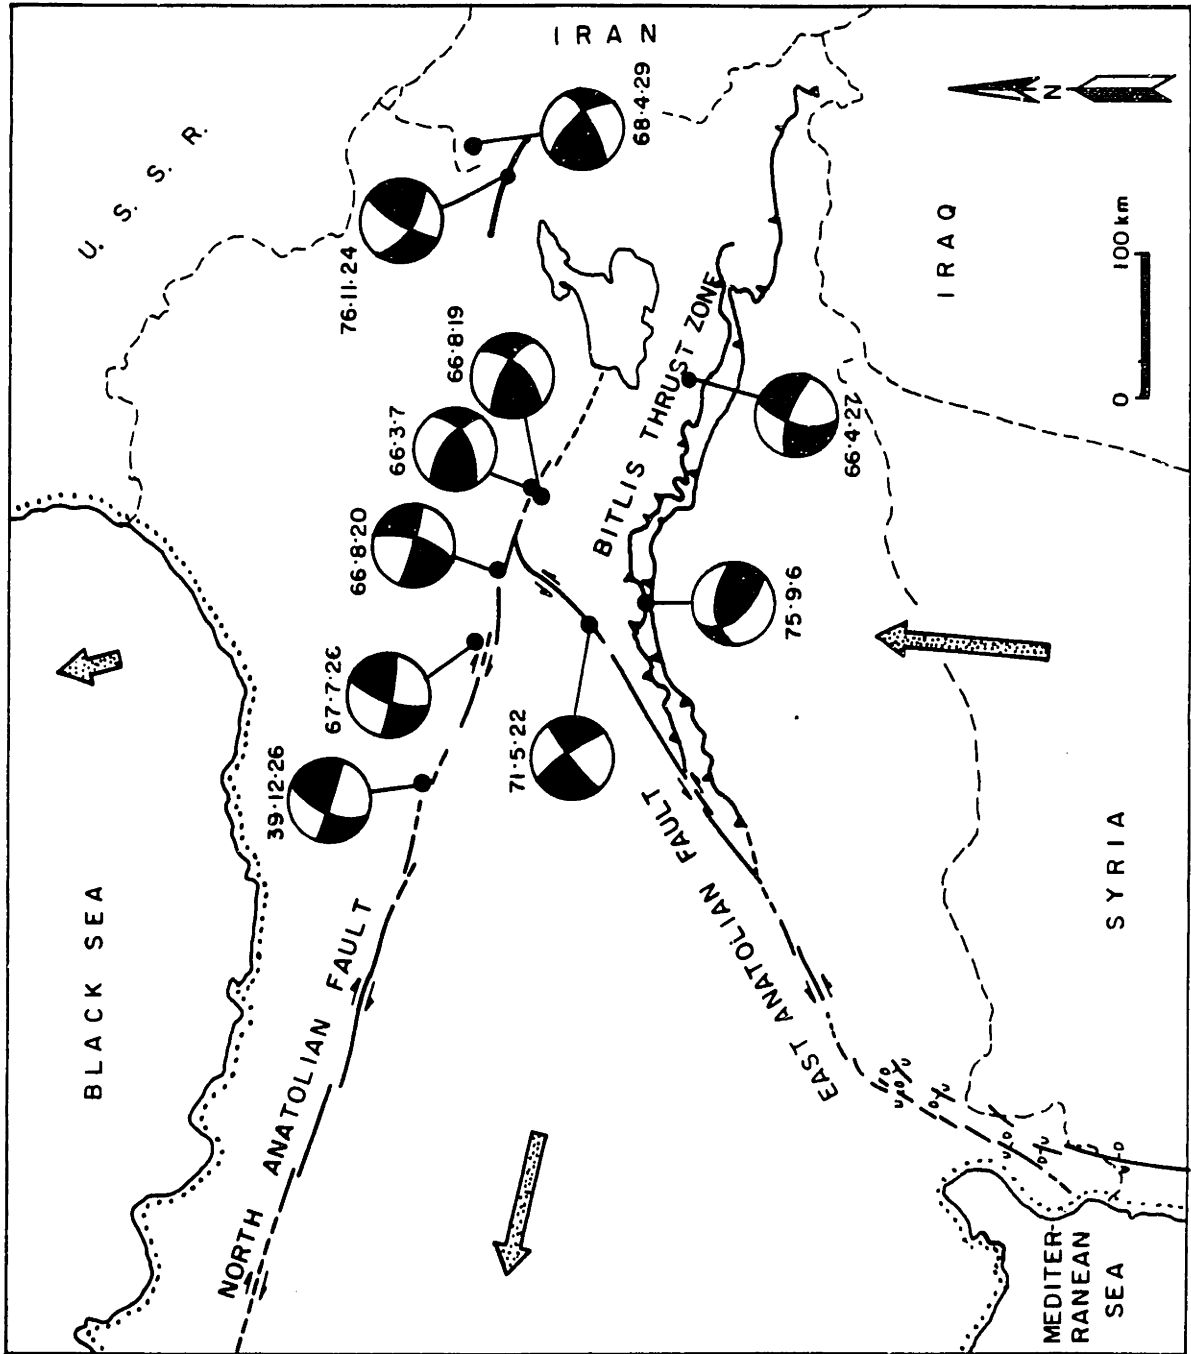 IRAN
U. S. S. R.
BLACK SEA
76·11·24
68·4·29
66·8·19
66·3·7
66·8·20
67·7·26
39·12·26
71·5·22
75·9·6
66·4·27
NORTH ANATOLIAN FAULT
EAST ANATOLIAN FAULT
BITLIS THRUST ZONE
IRAQ
SYRIA
MEDITER-
RANEAN
SEA
N
0 100 km
U D
U D
D U
U D
D U
U D